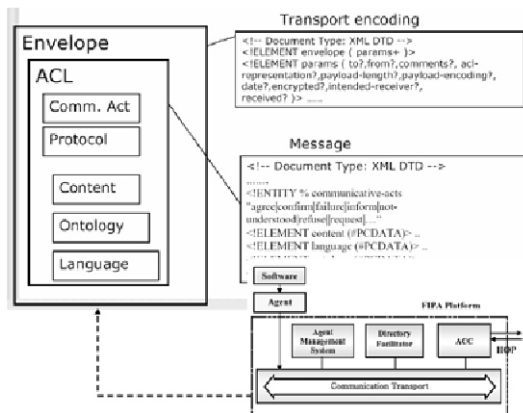 Transport encoding
Envelope
<!-- Document Type: XML DTD -->
<!ELEMENT envelope ( params+ )>
<!ELEMENT params ( to?,from?,comments?, acl-
representation?,payload-length?,payload-encoding?,
date?,encrypted?,intended-receiver?,
received? )> .....
ACL
Comm. Act
Protocol
Content
Ontology
Language
Message
<!-- Document Type: XML DTD -->
.......
<!ENTITY % communicative-acts
"agree|confirm|failure|inform|not-
understood|refuse||request|...."
<!ELEMENT content (#PCDATA)> ..
<!ELEMENT language (#PCDATA)> ..
Software
Agent
FIPA Platform
Agent
Management
System
Directory
Facilitator
ACC
IIOP
Communication Transport